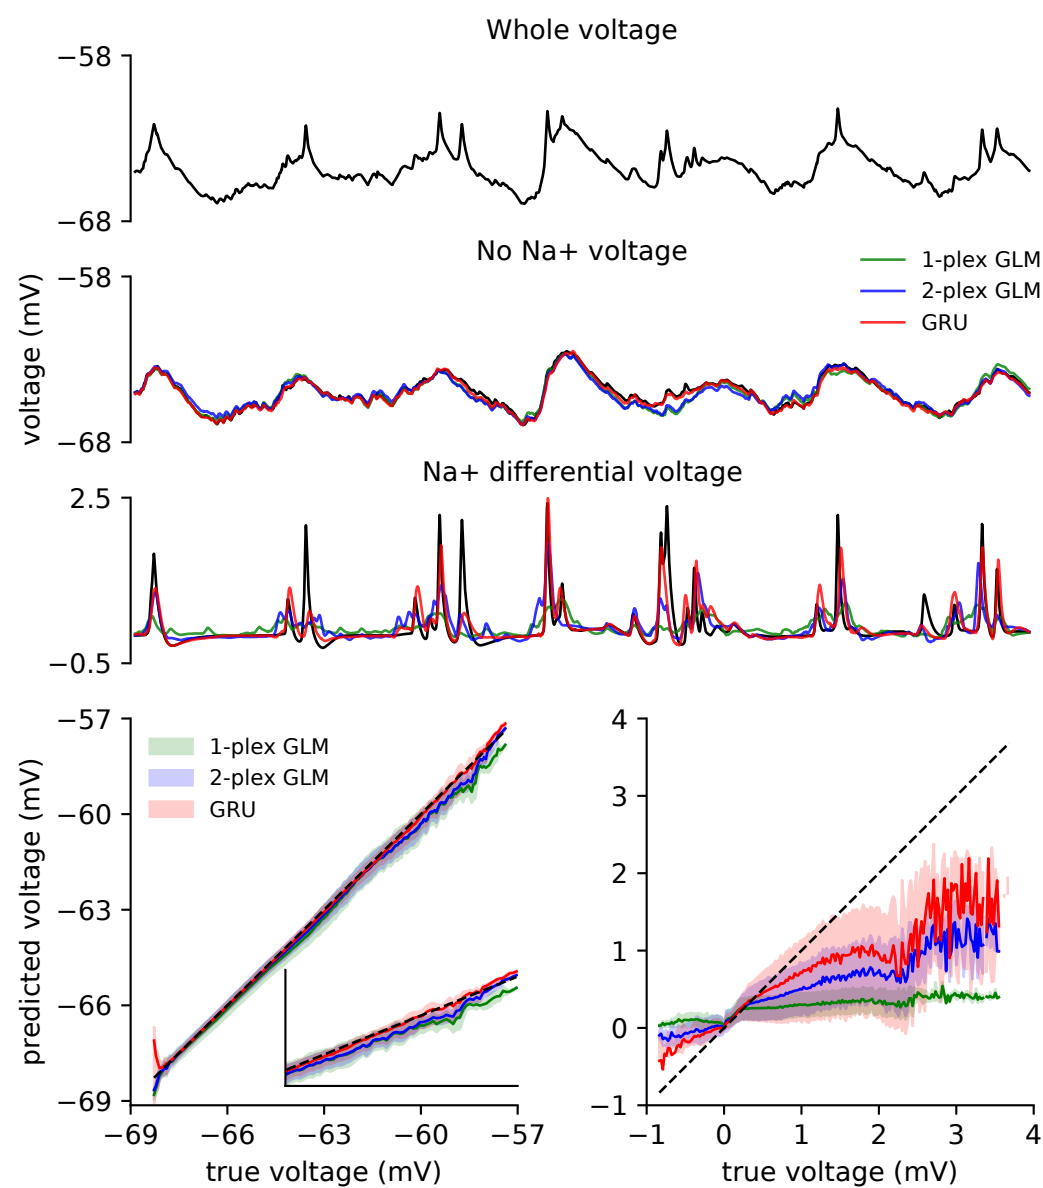 Whole voltage
−58
−68
No Na+ voltage
−58
−68
1-plex GLM
2-plex GLM
GRU
voltage (mV)
Na+ differential voltage
2.5
−0.5
−57
−60
−63
−66
−69
1-plex GLM
2-plex GLM
GRU
predicted voltage (mV)
−69 −66 −63 −60 −57
true voltage (mV)
4
3
2
1
0
−1
−1 0 1 2 3 4
true voltage (mV)